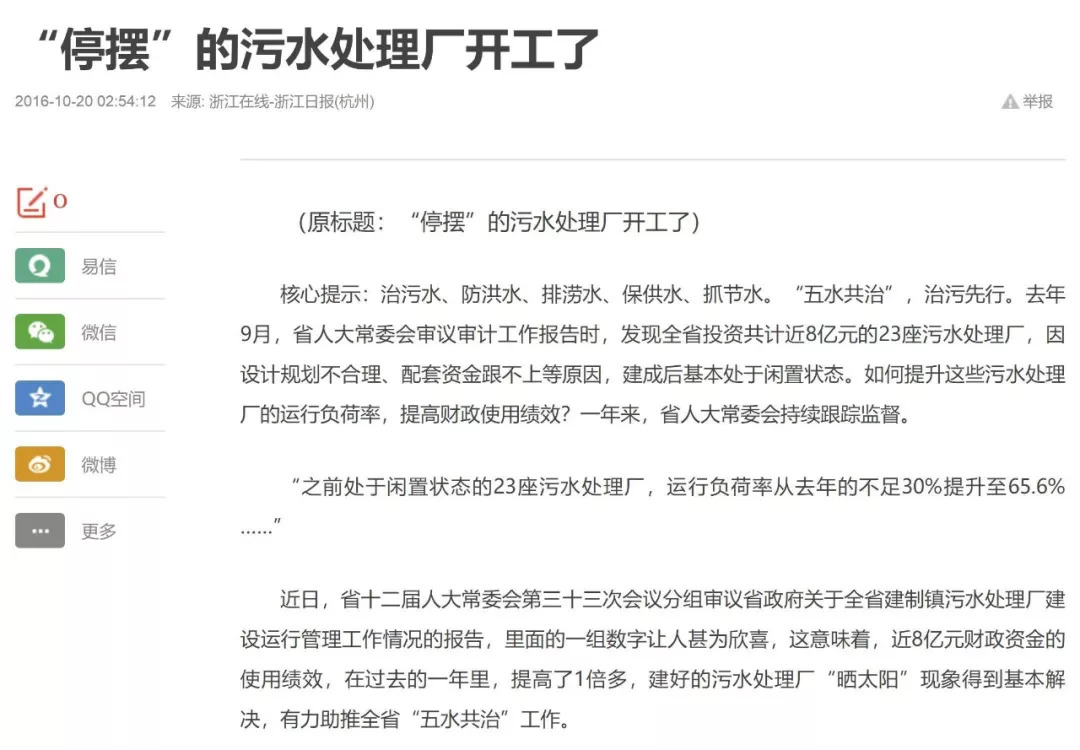 “停摆”的污水处理厂开工了
2016-10-20 02:54:12 来源: 浙江在线-浙江日报(杭州)
举报
0
易信
微信
QQ空间
微博
更多
（原标题：“停摆”的污水处理厂开工了）
核心提示：治污水、防洪水、排涝水、保供水、抓节水。“五水共治”，治污先行。去年
9月，省人大常委会审议审计工作报告时，发现全省投资共计近8亿元的23座污水处理厂，因
设计规划不合理、配套资金跟不上等原因，建成后基本处于闲置状态。如何提升这些污水处理
厂的运行负荷率，提高财政使用绩效？一年来，省人大常委会持续跟踪监督。
“之前处于闲置状态的23座污水处理厂，运行负荷率从去年的不足30%提升至65.6%
……”
近日，省十二届人大常委会第三十三次会议分组审议省政府关于全省建制镇污水处理厂建
设运行管理工作情况的报告，里面的一组数字让人甚为欣喜，这意味着，近8亿元财政资金的
使用绩效，在过去的一年里，提高了1倍多，建好的污水处理厂“晒太阳”现象得到基本解
决，有力助推全省“五水共治”工作。